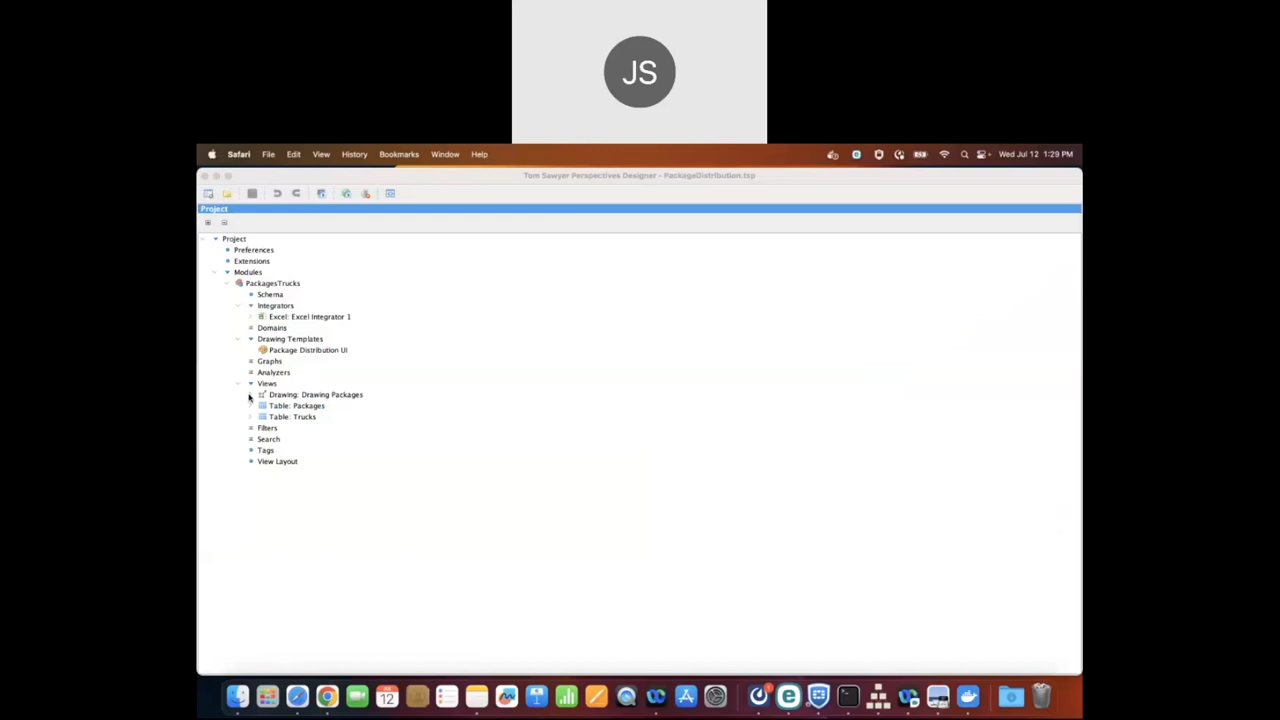 JS
Safari File Edit View History Bookmarks Window Help Wed Jul 12 1:29 PM
Tom Sawyer Perspectives Designer - PackageDistribution.tsp
Project
Project
Preferences
Extensions
Modules
PackagesTrucks
Schema
Integrators
Excel: Excel Integrator 1
Domains
Drawing Templates
Package Distribution UI
Graphs
Analyzers
Views
Drawing: Drawing Packages
Table: Packages
Table: Trucks
Filters
Search
Tags
View Layout
12